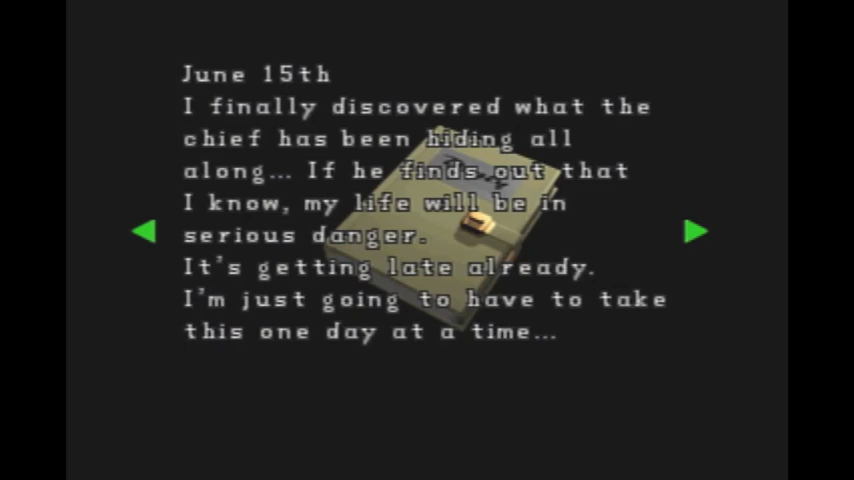 June 15th
I finally discovered what the
chief has been hiding all
along... If he finds out that
I know, my life will be in
serious danger.
It's getting late already.
I'm just going to have to take
this one day at a time...